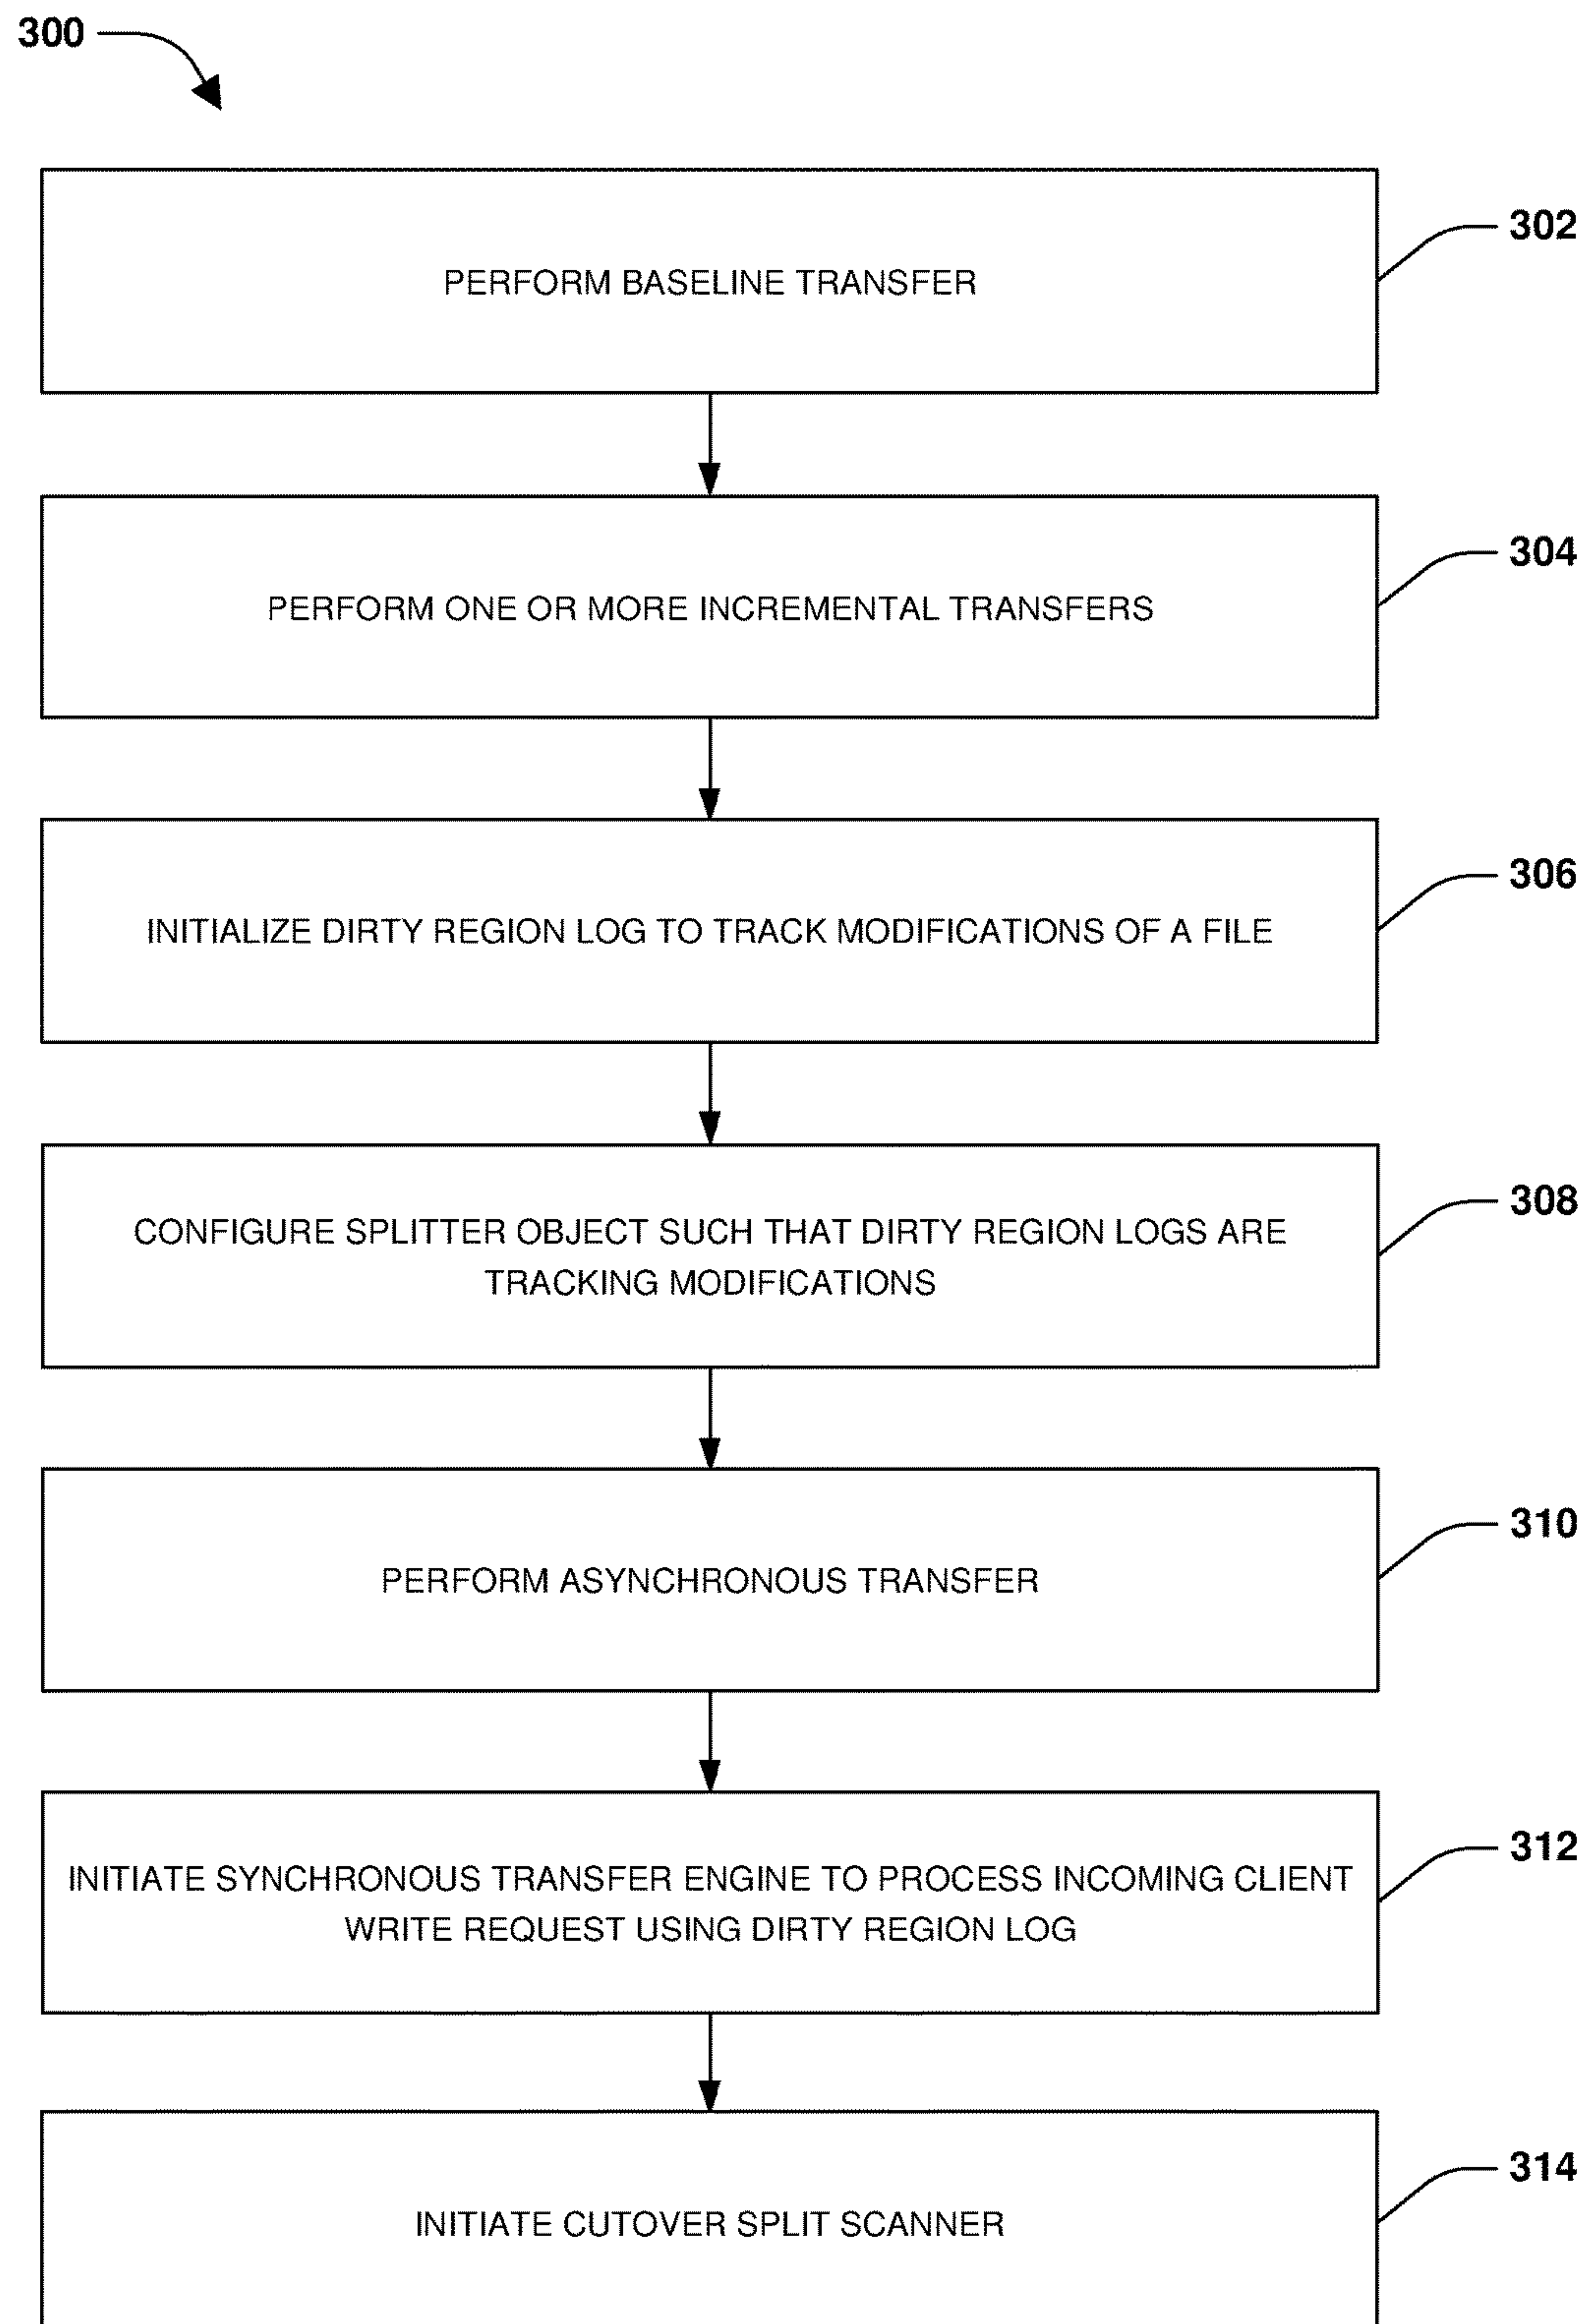 300
302
PERFORM BASELINE TRANSFER
304
PERFORM ONE OR MORE INCREMENTAL TRANSFERS
306
INITIALIZE DIRTY REGION LOG TO TRACK MODIFICATIONS OF A FILE
308
CONFIGURE SPLITTER OBJECT SUCH THAT DIRTY REGION LOGS ARE
TRACKING MODIFICATIONS
310
PERFORM ASYNCHRONOUS TRANSFER
312
INITIATE SYNCHRONOUS TRANSFER ENGINE TO PROCESS INCOMING CLIENT
WRITE REQUEST USING DIRTY REGION LOG
314
INITIATE CUTOVER SPLIT SCANNER